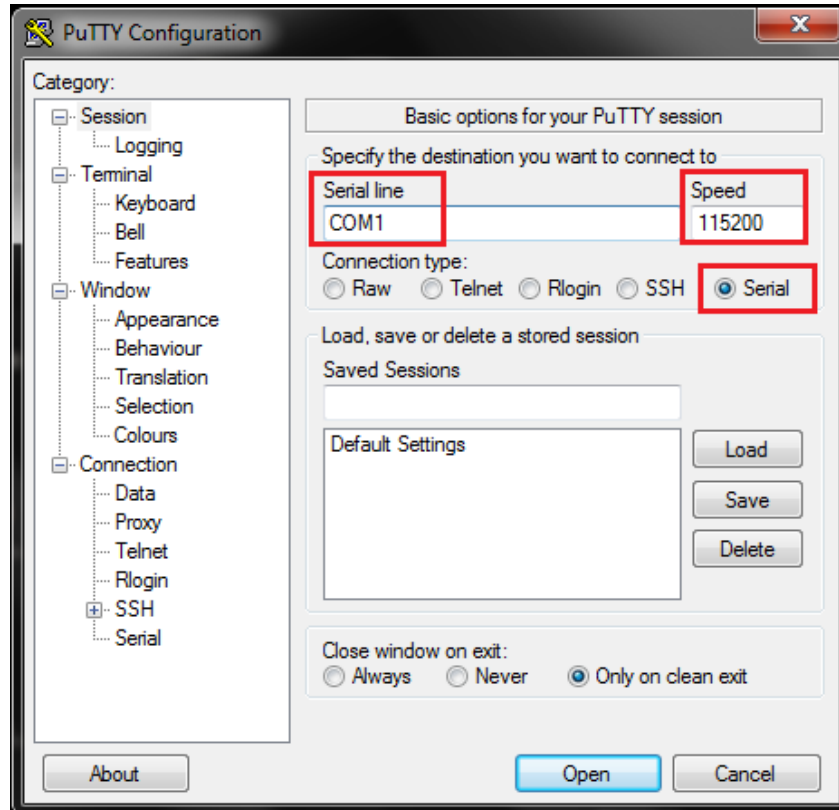 PuTTY Configuration
Category:
Session
Logging
Terminal
Keyboard
Bell
Features
Window
Appearance
Behaviour
Translation
Selection
Colours
Connection
Data
Proxy
Telnet
Rlogin
SSH
Serial
Basic options for your PuTTY session
Specify the destination you want to connect to
Serial line Speed
COM1 115200
Connection type:
Raw Telnet Rlogin SSH Serial
Load, save or delete a stored session
Saved Sessions
Default Settings
Load
Save
Delete
Close window on exit:
Always Never Only on clean exit
About Open Cancel